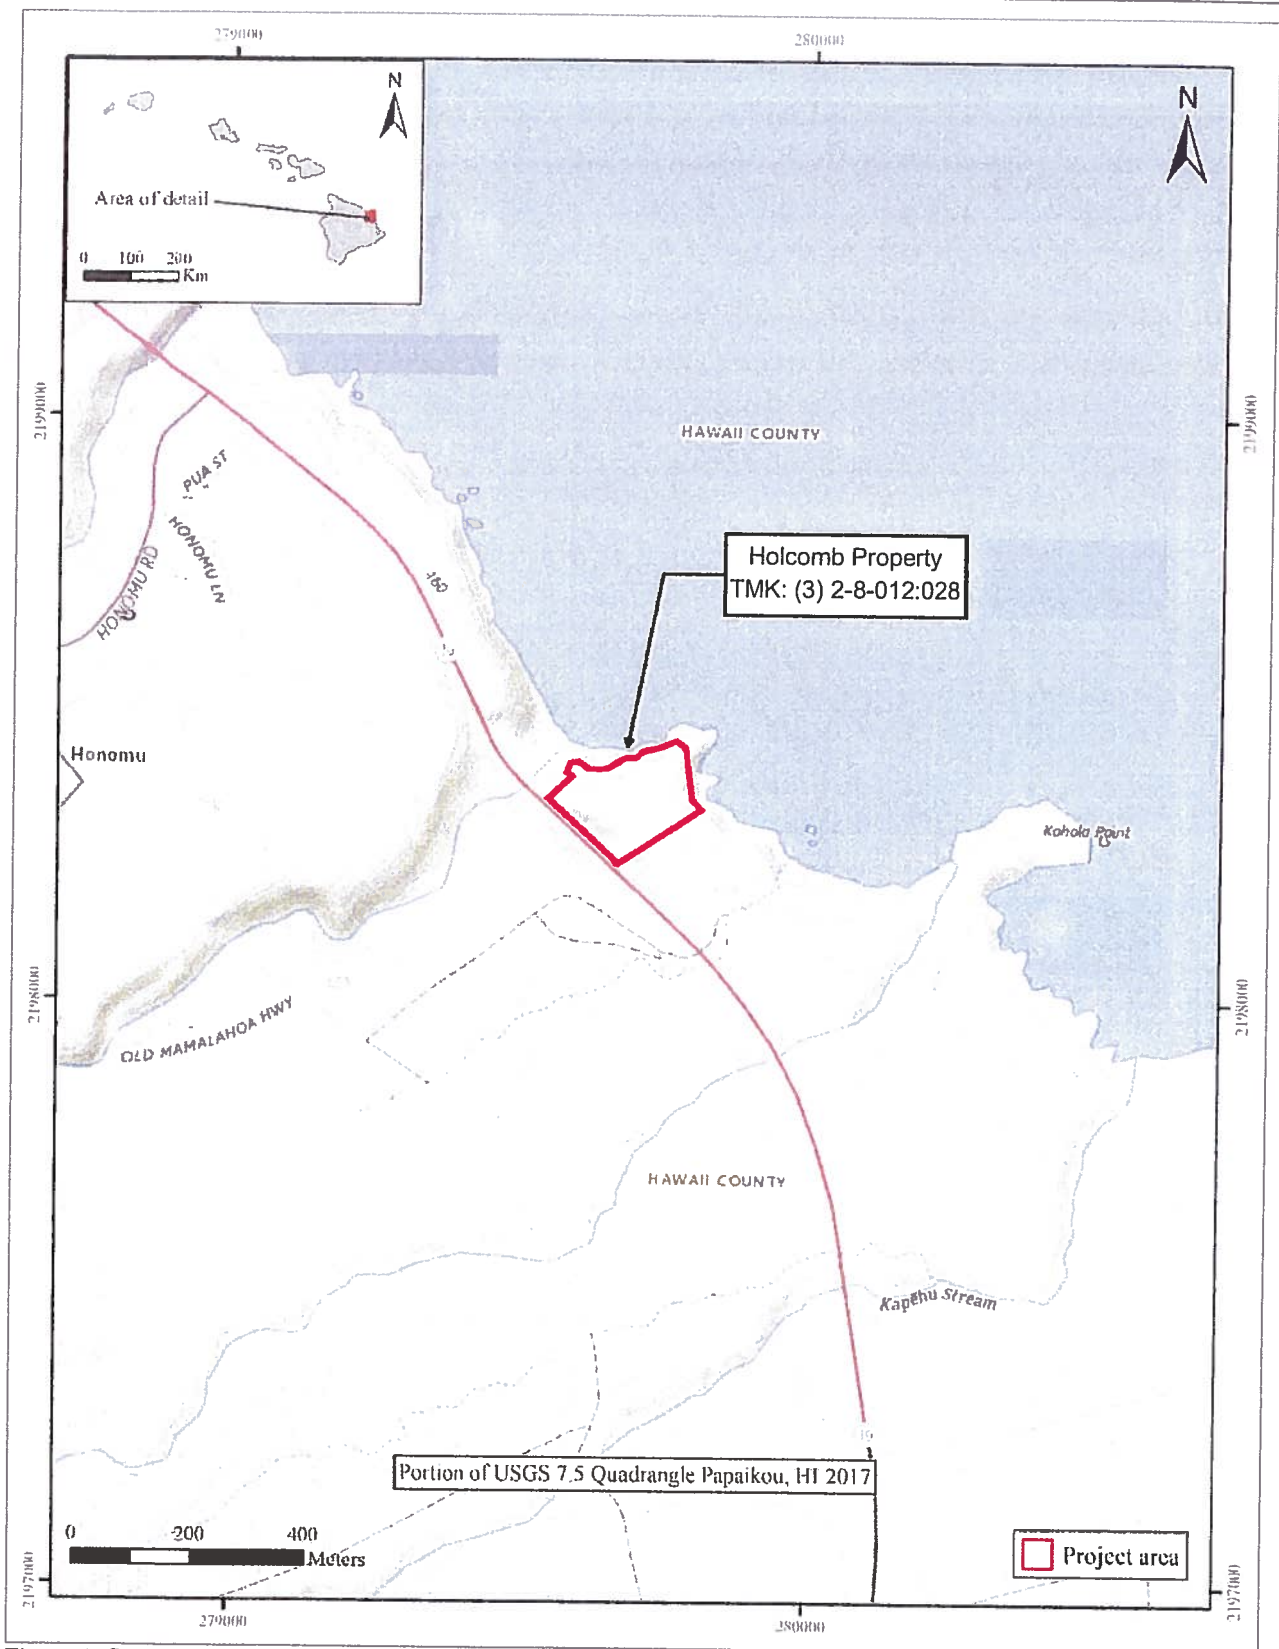 279000
280000
N
Area of detail
0 100 200
Km
N
2199000
2199000
HAWAII COUNTY
PUA ST
HONOMU LN
HONOMU RD
160
Holcomb Property
TMK: (3) 2-8-012:028
Honomu
Kohola Point
2198000
2198000
OLD MAMALAHOA HWY
HAWAII COUNTY
Kapēhu Stream
19
Portion of USGS 7.5 Quadrangle Papaikou, HI 2017
0 200 400
Meters
Project area
2197000
2197000
279000
280000